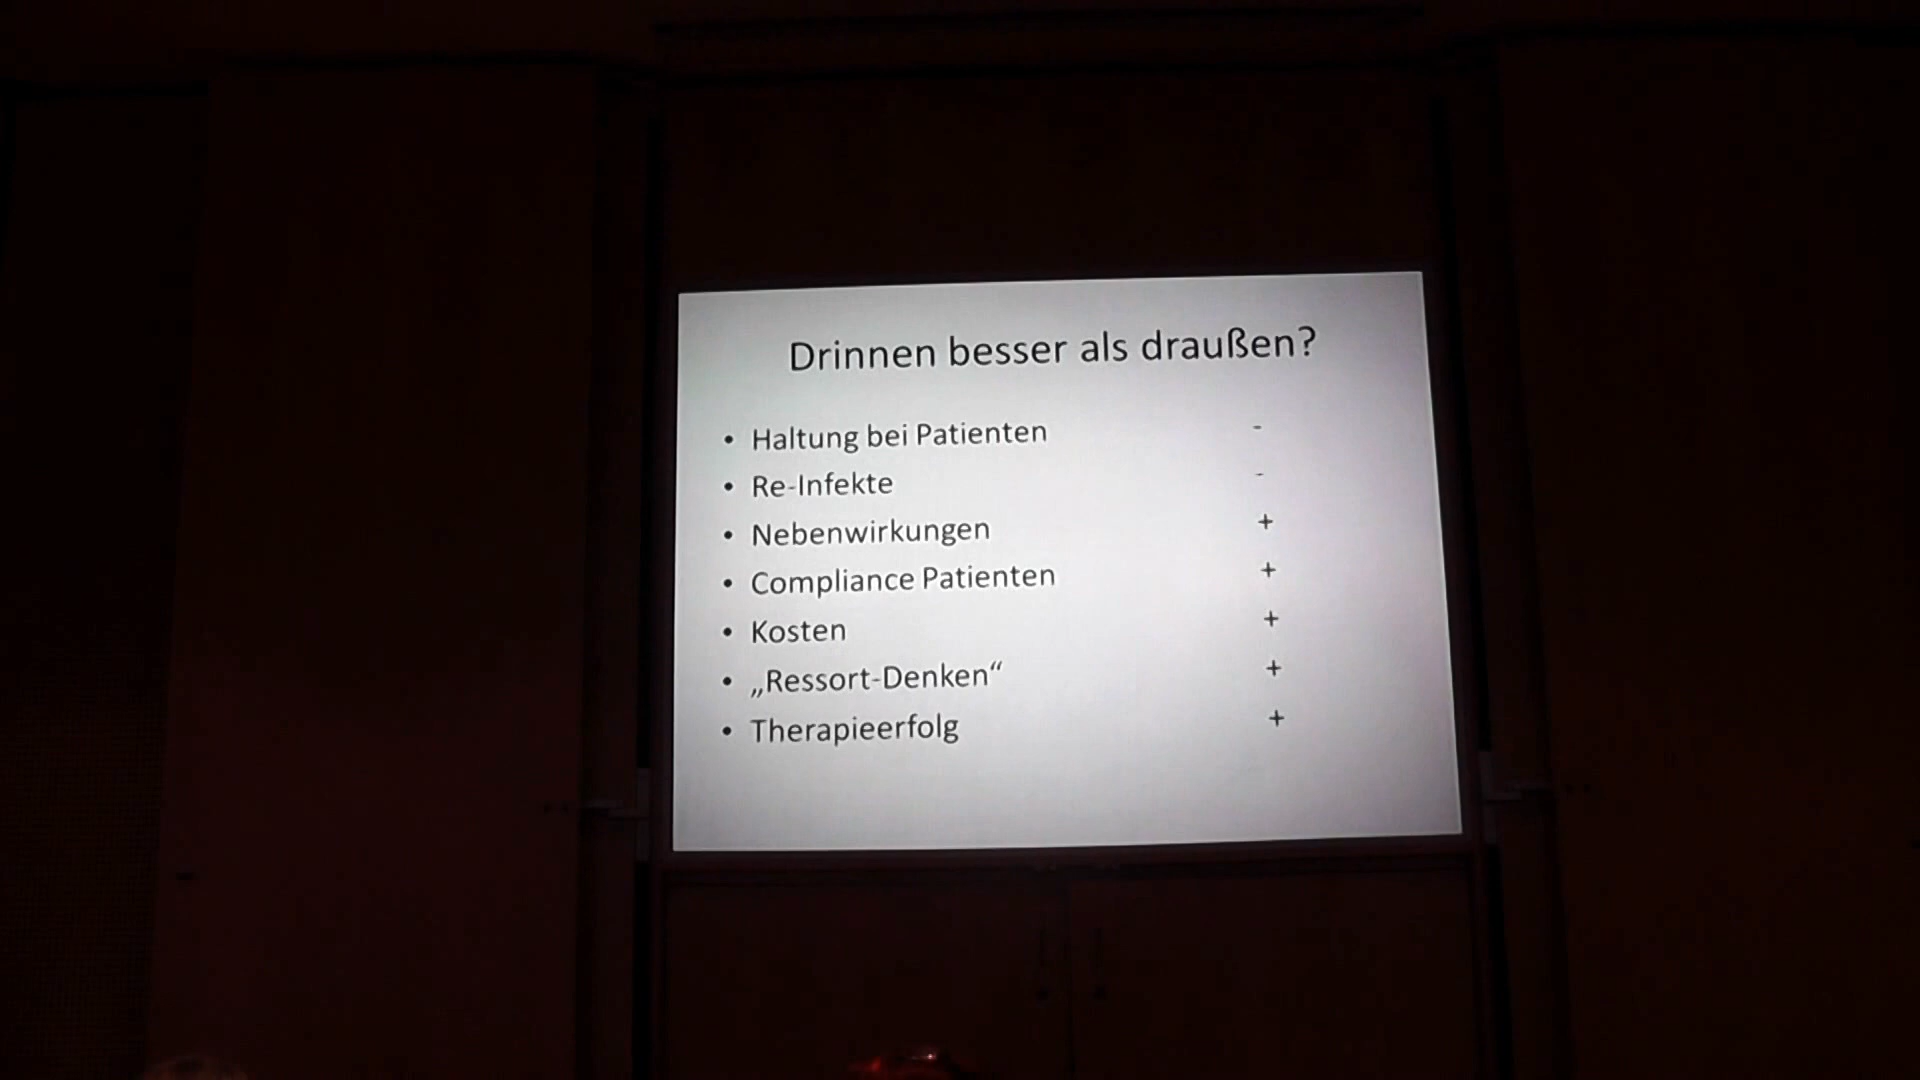 Drinnen besser als draußen?
• Haltung bei Patienten -
• Re-Infekte -
• Nebenwirkungen +
• Compliance Patienten +
• Kosten +
• „Ressort-Denken“ +
• Therapieerfolg +